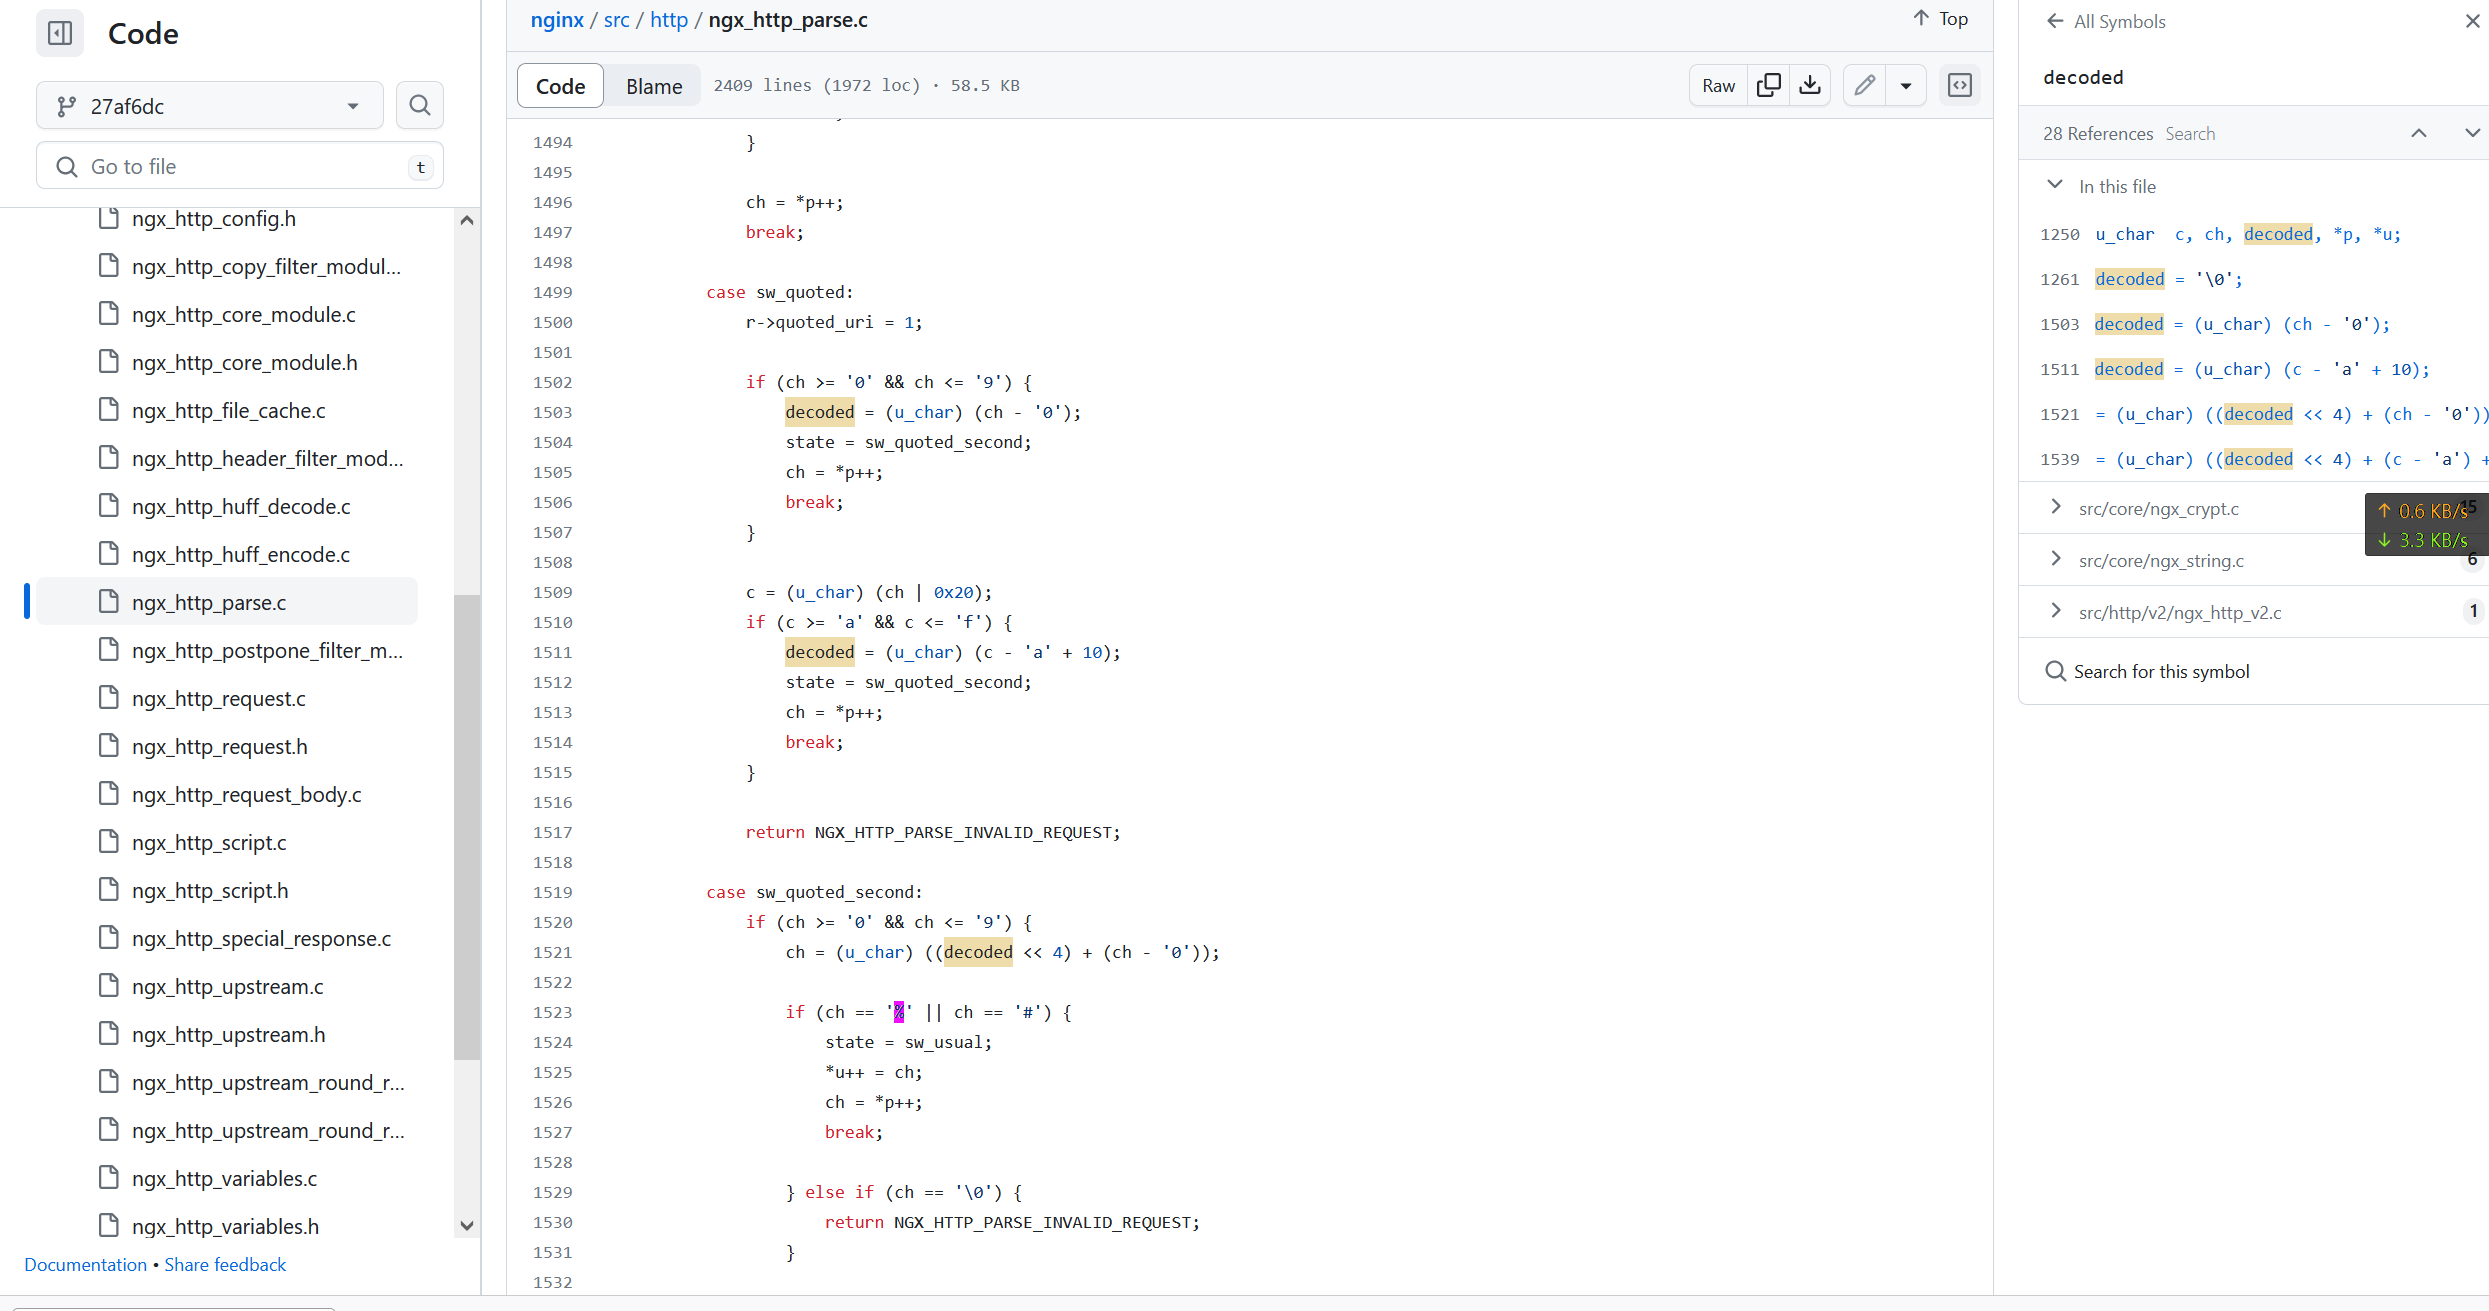 Code
27af6dc
Go to file
t
ngx_http_config.h
ngx_http_copy_filter_modul...
ngx_http_core_module.c
ngx_http_core_module.h
ngx_http_file_cache.c
ngx_http_header_filter_mod...
ngx_http_huff_decode.c
ngx_http_huff_encode.c
ngx_http_parse.c
ngx_http_postpone_filter_m...
ngx_http_request.c
ngx_http_request.h
ngx_http_request_body.c
ngx_http_script.c
ngx_http_script.h
ngx_http_special_response.c
ngx_http_upstream.c
ngx_http_upstream.h
ngx_http_upstream_round_r...
ngx_http_upstream_round_r...
ngx_http_variables.c
ngx_http_variables.h
Documentation • Share feedback
nginx / src / http / ngx_http_parse.c
Top
Code Blame 2409 lines (1972 loc) · 58.5 KB
Raw
1494 }
1495
1496 ch = *p++;
1497 break;
1498
1499 case sw_quoted:
1500 r->quoted_uri = 1;
1501
1502 if (ch >= '0' && ch <= '9') {
1503 decoded = (u_char) (ch - '0');
1504 state = sw_quoted_second;
1505 ch = *p++;
1506 break;
1507 }
1508
1509 c = (u_char) (ch | 0x20);
1510 if (c >= 'a' && c <= 'f') {
1511 decoded = (u_char) (c - 'a' + 10);
1512 state = sw_quoted_second;
1513 ch = *p++;
1514 break;
1515 }
1516
1517 return NGX_HTTP_PARSE_INVALID_REQUEST;
1518
1519 case sw_quoted_second:
1520 if (ch >= '0' && ch <= '9') {
1521 ch = (u_char) ((decoded << 4) + (ch - '0'));
1522
1523 if (ch == '%' || ch == '#') {
1524 state = sw_usual;
1525 *u++ = ch;
1526 ch = *p++;
1527 break;
1528
1529 } else if (ch == '\0') {
1530 return NGX_HTTP_PARSE_INVALID_REQUEST;
1531 }
1532
All Symbols
decoded
28 References Search
In this file
1250 u_char c, ch, decoded, *p, *u;
1261 decoded = '\0';
1503 decoded = (u_char) (ch - '0');
1511 decoded = (u_char) (c - 'a' + 10);
1521 = (u_char) ((decoded << 4) + (ch - '0'))
1539 = (u_char) ((decoded << 4) + (c - 'a') +
src/core/ngx_crypt.c 15
↑ 0.6 KB/s
↓ 3.3 KB/s
src/core/ngx_string.c 6
src/http/v2/ngx_http_v2.c 1
Search for this symbol